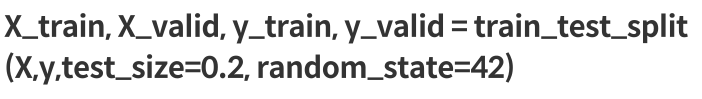 X_train, X_valid, y_train, y_valid = train_test_split
(X,y,test_size=0.2, random_state=42)